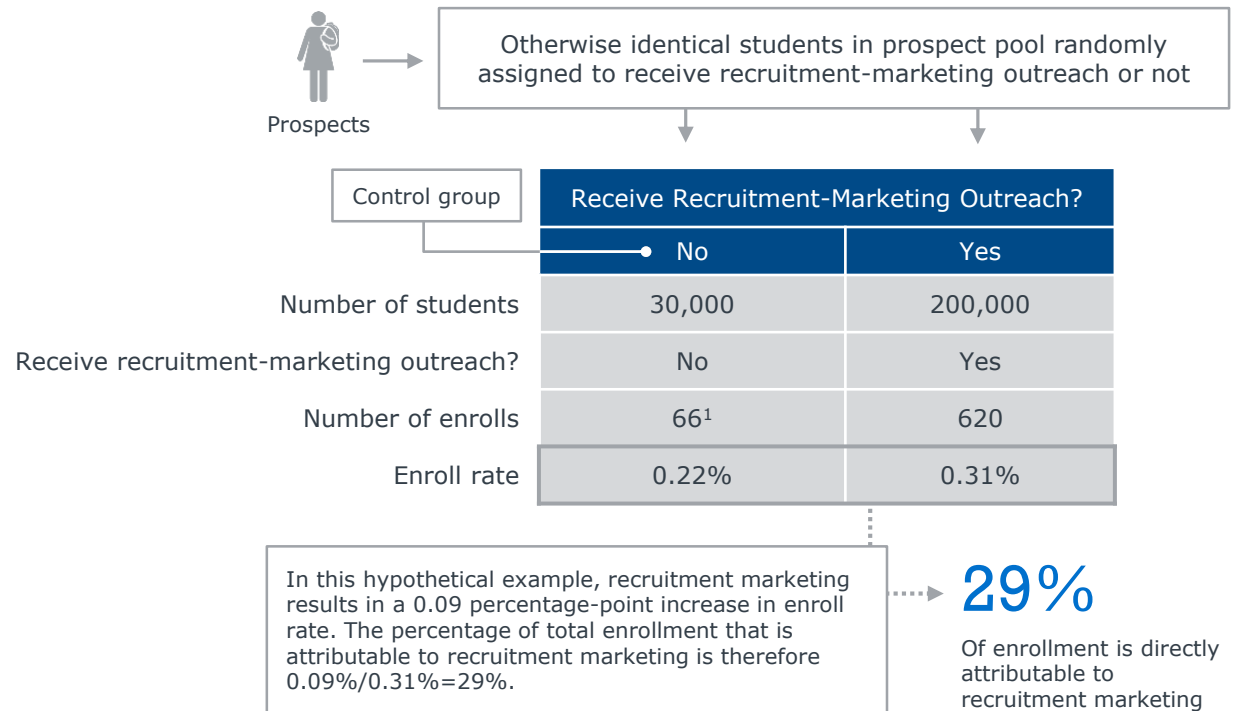 Otherwise identical students in prospect pool randomly
assigned to receive recruitment-marketing outreach or not
Prospects
Control group
Receive Recruitment-Marketing Outreach?
No Yes
Number of students 30,000 200,000
Receive recruitment-marketing outreach? No Yes
Number of enrolls 66¹ 620
Enroll rate 0.22% 0.31%
In this hypothetical example, recruitment marketing
results in a 0.09 percentage-point increase in enroll
rate. The percentage of total enrollment that is
attributable to recruitment marketing is therefore
0.09%/0.31%=29%.
29%
Of enrollment is directly
attributable to
recruitment marketing